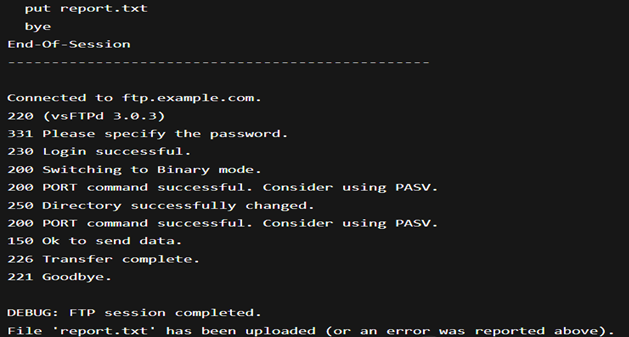 put report.txt
bye
End-Of-Session
------------------------------------------------
Connected to ftp.example.com.
220 (vsFTPd 3.0.3)
331 Please specify the password.
230 Login successful.
200 Switching to Binary mode.
200 PORT command successful. Consider using PASV.
250 Directory successfully changed.
200 PORT command successful. Consider using PASV.
150 Ok to send data.
226 Transfer complete.
221 Goodbye.
DEBUG: FTP session completed.
File 'report.txt' has been uploaded (or an error was reported above).